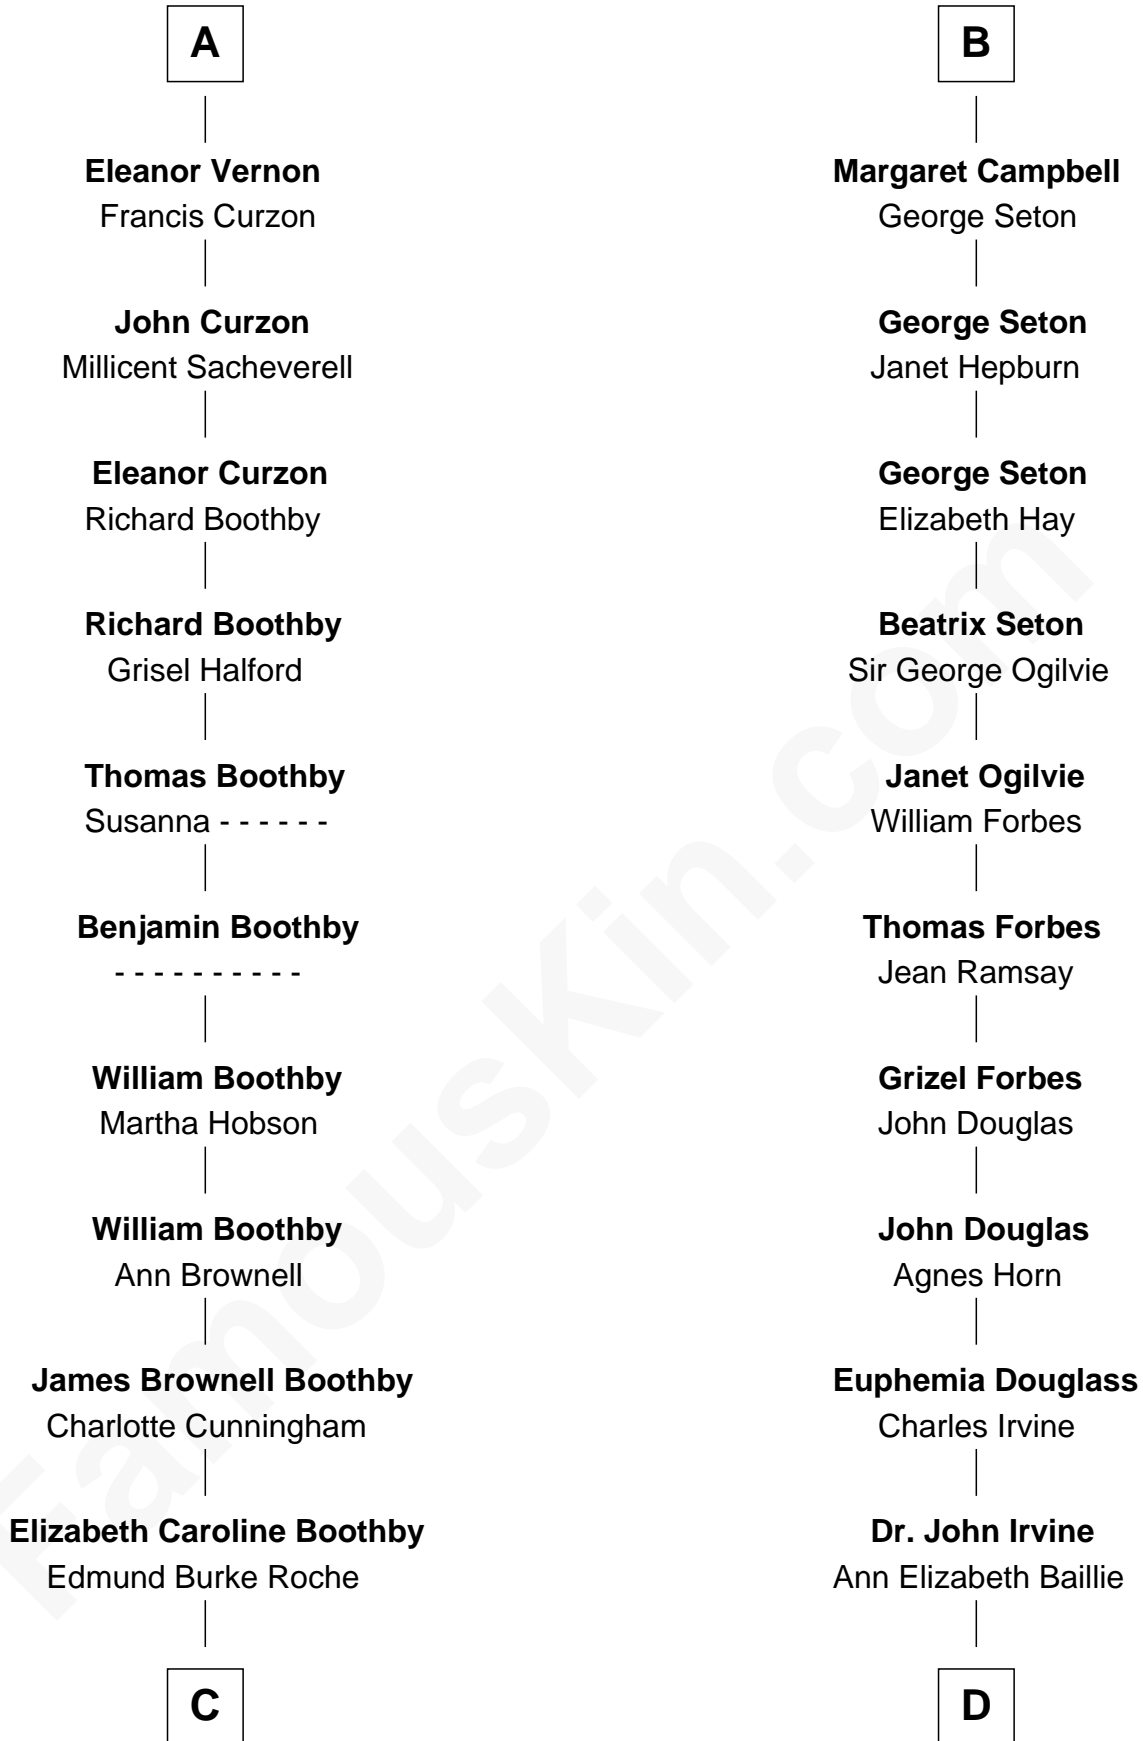 A
Eleanor Vernon
Francis Curzon
John Curzon
Millicent Sacheverell
Eleanor Curzon
Richard Boothby
Richard Boothby
Grisel Halford
Thomas Boothby
Susanna - - - - - -
Benjamin Boothby
- - - - - - - - - -
William Boothby
Martha Hobson
William Boothby
Ann Brownell
James Brownell Boothby
Charlotte Cunningham
Elizabeth Caroline Boothby
Edmund Burke Roche
C
B
Margaret Campbell
George Seton
George Seton
Janet Hepburn
George Seton
Elizabeth Hay
Beatrix Seton
Sir George Ogilvie
Janet Ogilvie
William Forbes
Thomas Forbes
Jean Ramsay
Grizel Forbes
John Douglas
John Douglas
Agnes Horn
Euphemia Douglass
Charles Irvine
Dr. John Irvine
Ann Elizabeth Baillie
D
FamousKin.com